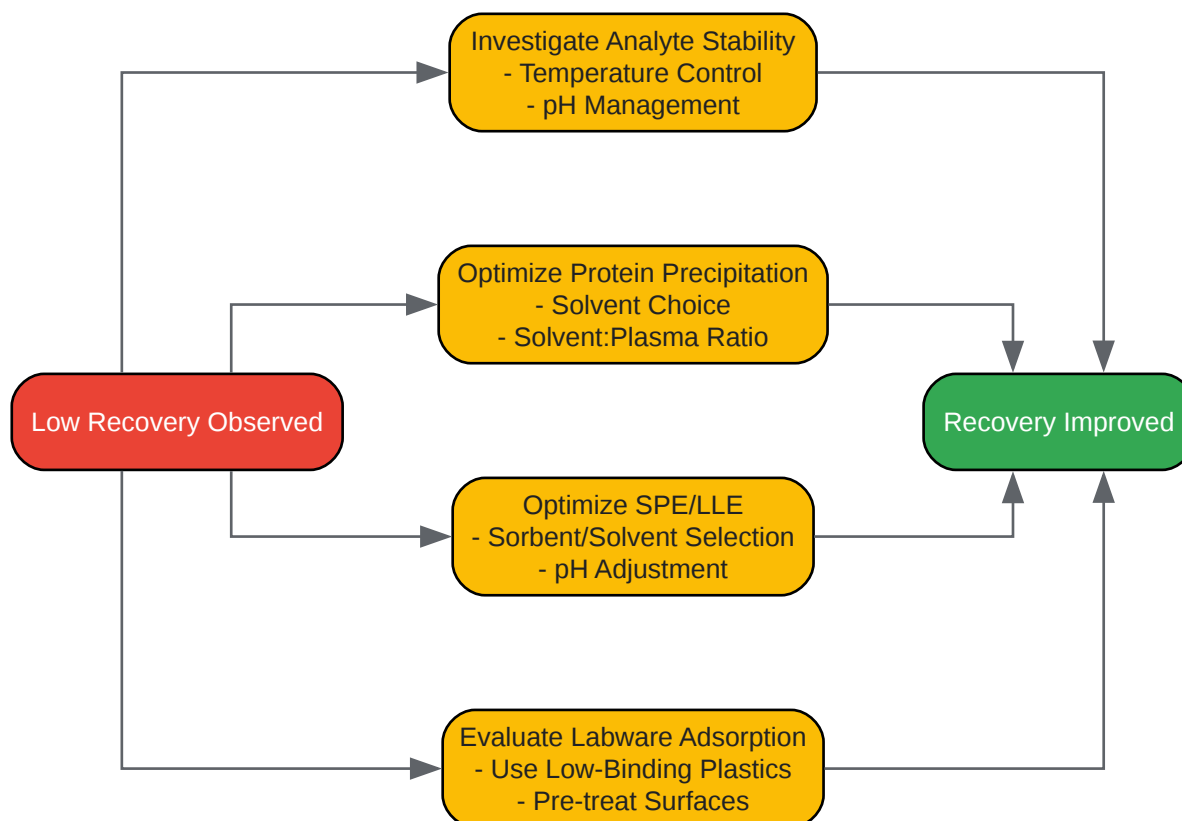 Investigate Analyte Stability
- Temperature Control
- pH Management
Optimize Protein Precipitation
- Solvent Choice
- Solvent:Plasma Ratio
Low Recovery Observed
Recovery Improved
Optimize SPE/LLE
- Sorbent/Solvent Selection
- pH Adjustment
Evaluate Labware Adsorption
- Use Low-Binding Plastics
- Pre-treat Surfaces